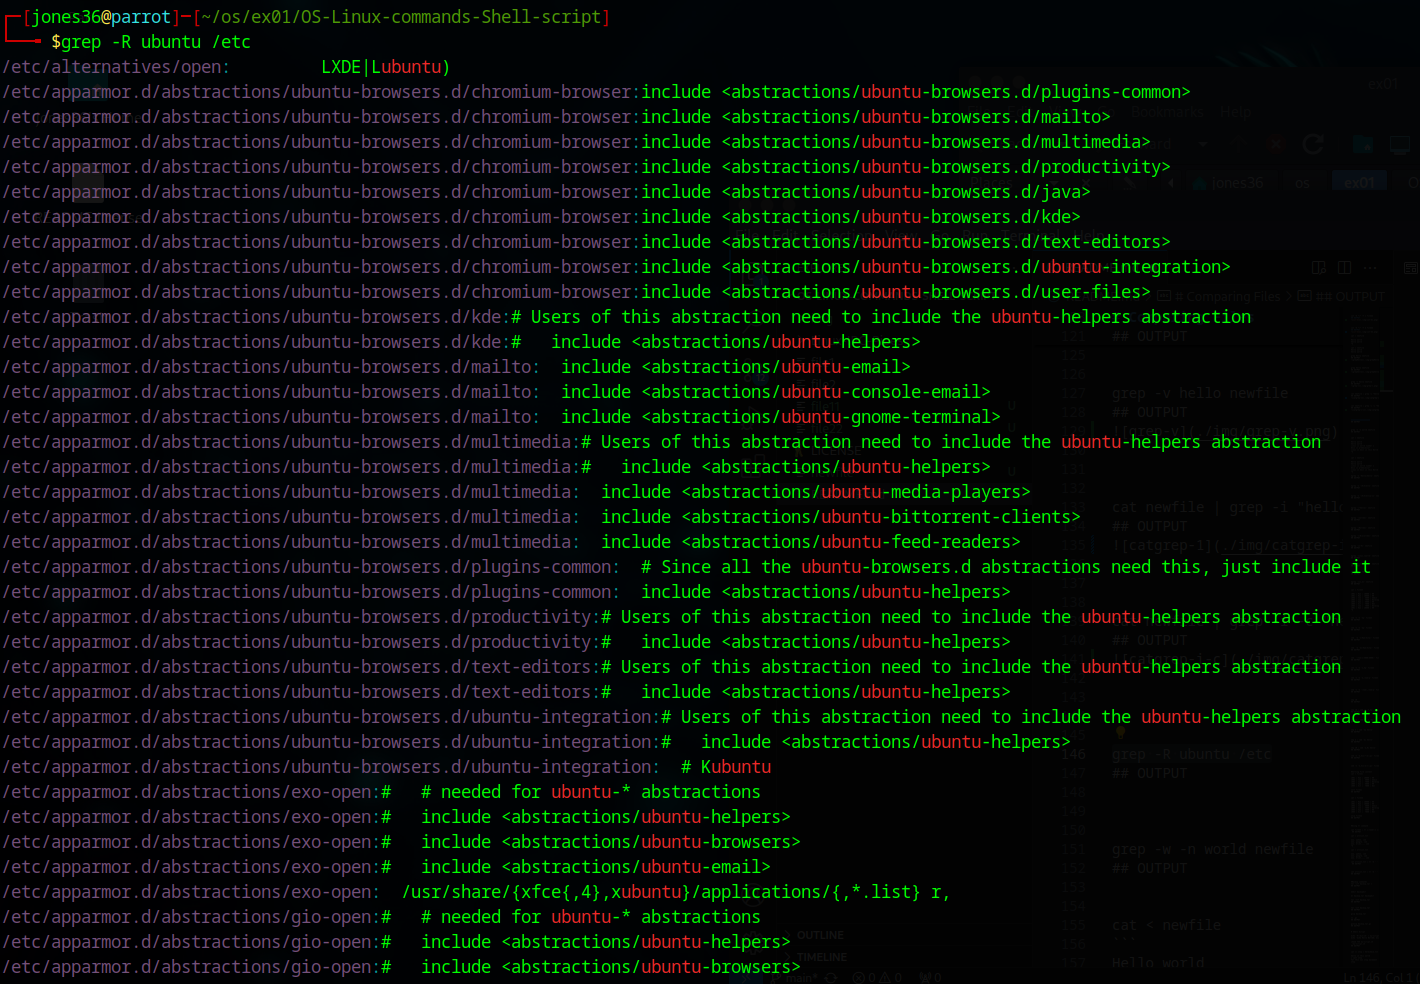 ┌─[jones36@parrot]─[~/os/ex01/OS-Linux-commands-Shell-script]
└──╼ $grep -R ubuntu /etc
/etc/alternatives/open:         LXDE|Lubuntu)
/etc/apparmor.d/abstractions/ubuntu-browsers.d/chromium-browser:include <abstractions/ubuntu-browsers.d/plugins-common>
/etc/apparmor.d/abstractions/ubuntu-browsers.d/chromium-browser:include <abstractions/ubuntu-browsers.d/mailto>
/etc/apparmor.d/abstractions/ubuntu-browsers.d/chromium-browser:include <abstractions/ubuntu-browsers.d/multimedia>
/etc/apparmor.d/abstractions/ubuntu-browsers.d/chromium-browser:include <abstractions/ubuntu-browsers.d/productivity>
/etc/apparmor.d/abstractions/ubuntu-browsers.d/chromium-browser:include <abstractions/ubuntu-browsers.d/java>
/etc/apparmor.d/abstractions/ubuntu-browsers.d/chromium-browser:include <abstractions/ubuntu-browsers.d/kde>
/etc/apparmor.d/abstractions/ubuntu-browsers.d/chromium-browser:include <abstractions/ubuntu-browsers.d/text-editors>
/etc/apparmor.d/abstractions/ubuntu-browsers.d/chromium-browser:include <abstractions/ubuntu-browsers.d/ubuntu-integration>
/etc/apparmor.d/abstractions/ubuntu-browsers.d/chromium-browser:include <abstractions/ubuntu-browsers.d/user-files>
/etc/apparmor.d/abstractions/ubuntu-browsers.d/kde:# Users of this abstraction need to include the ubuntu-helpers abstraction
/etc/apparmor.d/abstractions/ubuntu-browsers.d/kde:#   include <abstractions/ubuntu-helpers>
/etc/apparmor.d/abstractions/ubuntu-browsers.d/mailto:  include <abstractions/ubuntu-email>
/etc/apparmor.d/abstractions/ubuntu-browsers.d/mailto:  include <abstractions/ubuntu-console-email>
/etc/apparmor.d/abstractions/ubuntu-browsers.d/mailto:  include <abstractions/ubuntu-gnome-terminal>
/etc/apparmor.d/abstractions/ubuntu-browsers.d/multimedia:# Users of this abstraction need to include the ubuntu-helpers abstraction
/etc/apparmor.d/abstractions/ubuntu-browsers.d/multimedia:#   include <abstractions/ubuntu-helpers>
/etc/apparmor.d/abstractions/ubuntu-browsers.d/multimedia:  include <abstractions/ubuntu-media-players>
/etc/apparmor.d/abstractions/ubuntu-browsers.d/multimedia:  include <abstractions/ubuntu-bittorrent-clients>
/etc/apparmor.d/abstractions/ubuntu-browsers.d/multimedia:  include <abstractions/ubuntu-feed-readers>
/etc/apparmor.d/abstractions/ubuntu-browsers.d/plugins-common:  # Since all the ubuntu-browsers.d abstractions need this, just include it
/etc/apparmor.d/abstractions/ubuntu-browsers.d/plugins-common:  include <abstractions/ubuntu-helpers>
/etc/apparmor.d/abstractions/ubuntu-browsers.d/productivity:# Users of this abstraction need to include the ubuntu-helpers abstraction
/etc/apparmor.d/abstractions/ubuntu-browsers.d/productivity:#   include <abstractions/ubuntu-helpers>
/etc/apparmor.d/abstractions/ubuntu-browsers.d/text-editors:# Users of this abstraction need to include the ubuntu-helpers abstraction
/etc/apparmor.d/abstractions/ubuntu-browsers.d/text-editors:#   include <abstractions/ubuntu-helpers>
/etc/apparmor.d/abstractions/ubuntu-browsers.d/ubuntu-integration:# Users of this abstraction need to include the ubuntu-helpers abstraction
/etc/apparmor.d/abstractions/ubuntu-browsers.d/ubuntu-integration:#   include <abstractions/ubuntu-helpers>
/etc/apparmor.d/abstractions/ubuntu-browsers.d/ubuntu-integration:  # Kubuntu
/etc/apparmor.d/abstractions/exo-open:#   # needed for ubuntu-* abstractions
/etc/apparmor.d/abstractions/exo-open:#   include <abstractions/ubuntu-helpers>
/etc/apparmor.d/abstractions/exo-open:#   include <abstractions/ubuntu-browsers>
/etc/apparmor.d/abstractions/exo-open:#   include <abstractions/ubuntu-email>
/etc/apparmor.d/abstractions/exo-open:  /usr/share/{xfce{,4},xubuntu}/applications/{,*.list} r,
/etc/apparmor.d/abstractions/gio-open:#   # needed for ubuntu-* abstractions
/etc/apparmor.d/abstractions/gio-open:#   include <abstractions/ubuntu-helpers>
/etc/apparmor.d/abstractions/gio-open:#   include <abstractions/ubuntu-browsers>